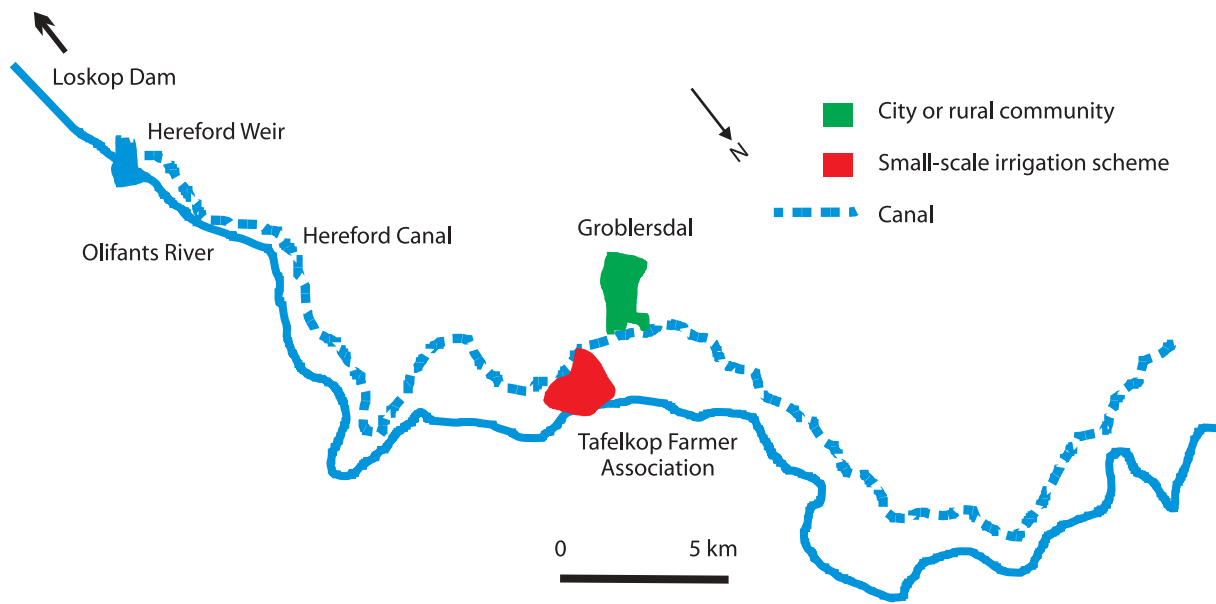 Loskop Dam
Hereford Weir
Olifants River
Hereford Canal
Groblersdal
N
City or rural community
Small-scale irrigation scheme
Canal
Tafelkop Farmer
Association
0 5 km